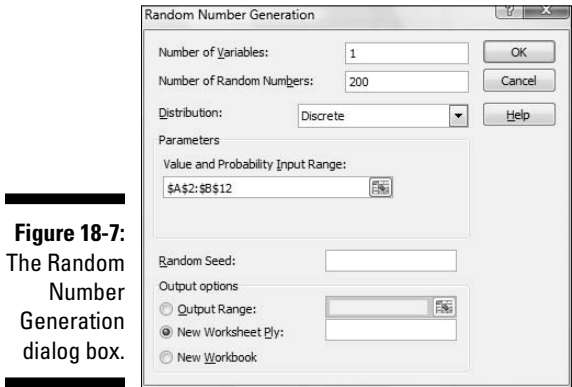 Random Number Generation
Number of Variables: 1 OK
Number of Random Numbers: 200 Cancel
Distribution: Discrete Help
Parameters
Value and Probability Input Range:
$A$2:$B$12
Random Seed:
Output options
Output Range:
New Worksheet Ply:
New Workbook
Figure 18-7:
The Random
Number
Generation
dialog box.